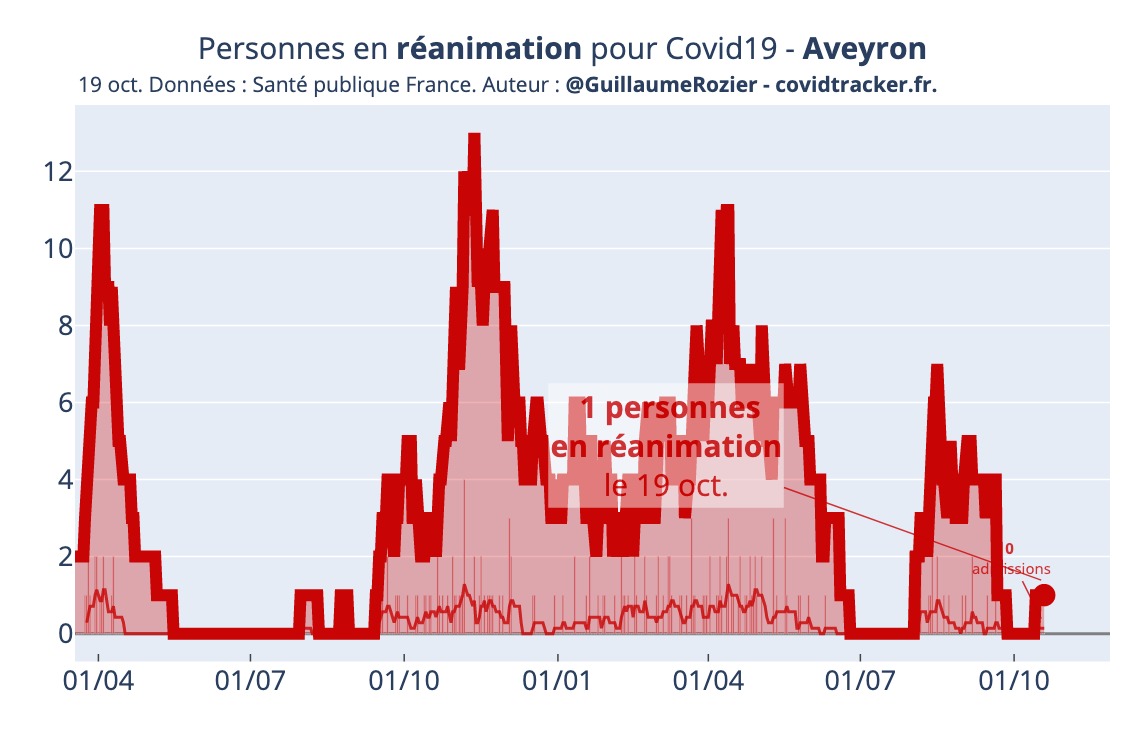 Personnes en réanimation pour Covid19 - Aveyron
19 oct. Données : Santé publique France. Auteur : @GuillaumeRozier - covidtracker.fr.
12
10
8
6
4
2
0
1 personnes
en réanimation
le 19 oct.
0
admissions
01/04
01/07
01/10
01/01
01/04
01/07
01/10